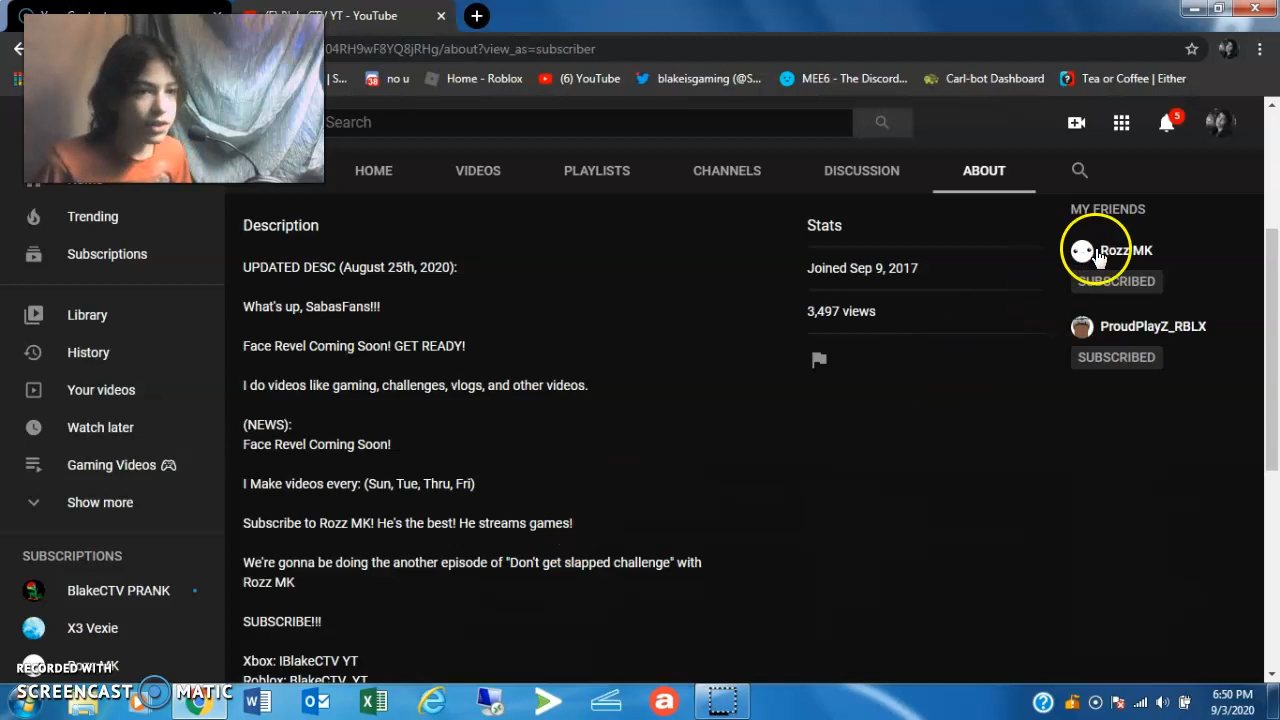 BlakeCTV YT - YouTube
04RH9wF8YQ8jRHg/about?view_as=subscriber
S...
no u
Home - Roblox
(6) YouTube
blakeisgaming (@S...
MEE6 - The Discord...
Carl-bot Dashboard
Tea or Coffee | Either
Search
5
HOME
VIDEOS
PLAYLISTS
CHANNELS
DISCUSSION
ABOUT
Trending
Subscriptions
Library
History
Your videos
Watch later
Gaming Videos
Show more
SUBSCRIPTIONS
BlakeCTV PRANK
X3 Vexie
Description
UPDATED DESC (August 25th, 2020):
What's up, SabasFans!!!
Face Revel Coming Soon! GET READY!
I do videos like gaming, challenges, vlogs, and other videos.
(NEWS):
Face Revel Coming Soon!
I Make videos every: (Sun, Tue, Thru, Fri)
Subscribe to Rozz MK! He's the best! He streams games!
We're gonna be doing the another episode of "Don't get slapped challenge" with
Rozz MK
SUBSCRIBE!!!
Xbox: IBlakeCTV YT
Roblox: BlakeCTV_YT
Stats
Joined Sep 9, 2017
3,497 views
MY FRIENDS
Rozz MK
SUBSCRIBED
ProudPlayZ_RBLX
SUBSCRIBED
RECORDED WITH
SCREENCAST MATIC
6:50 PM
9/3/2020